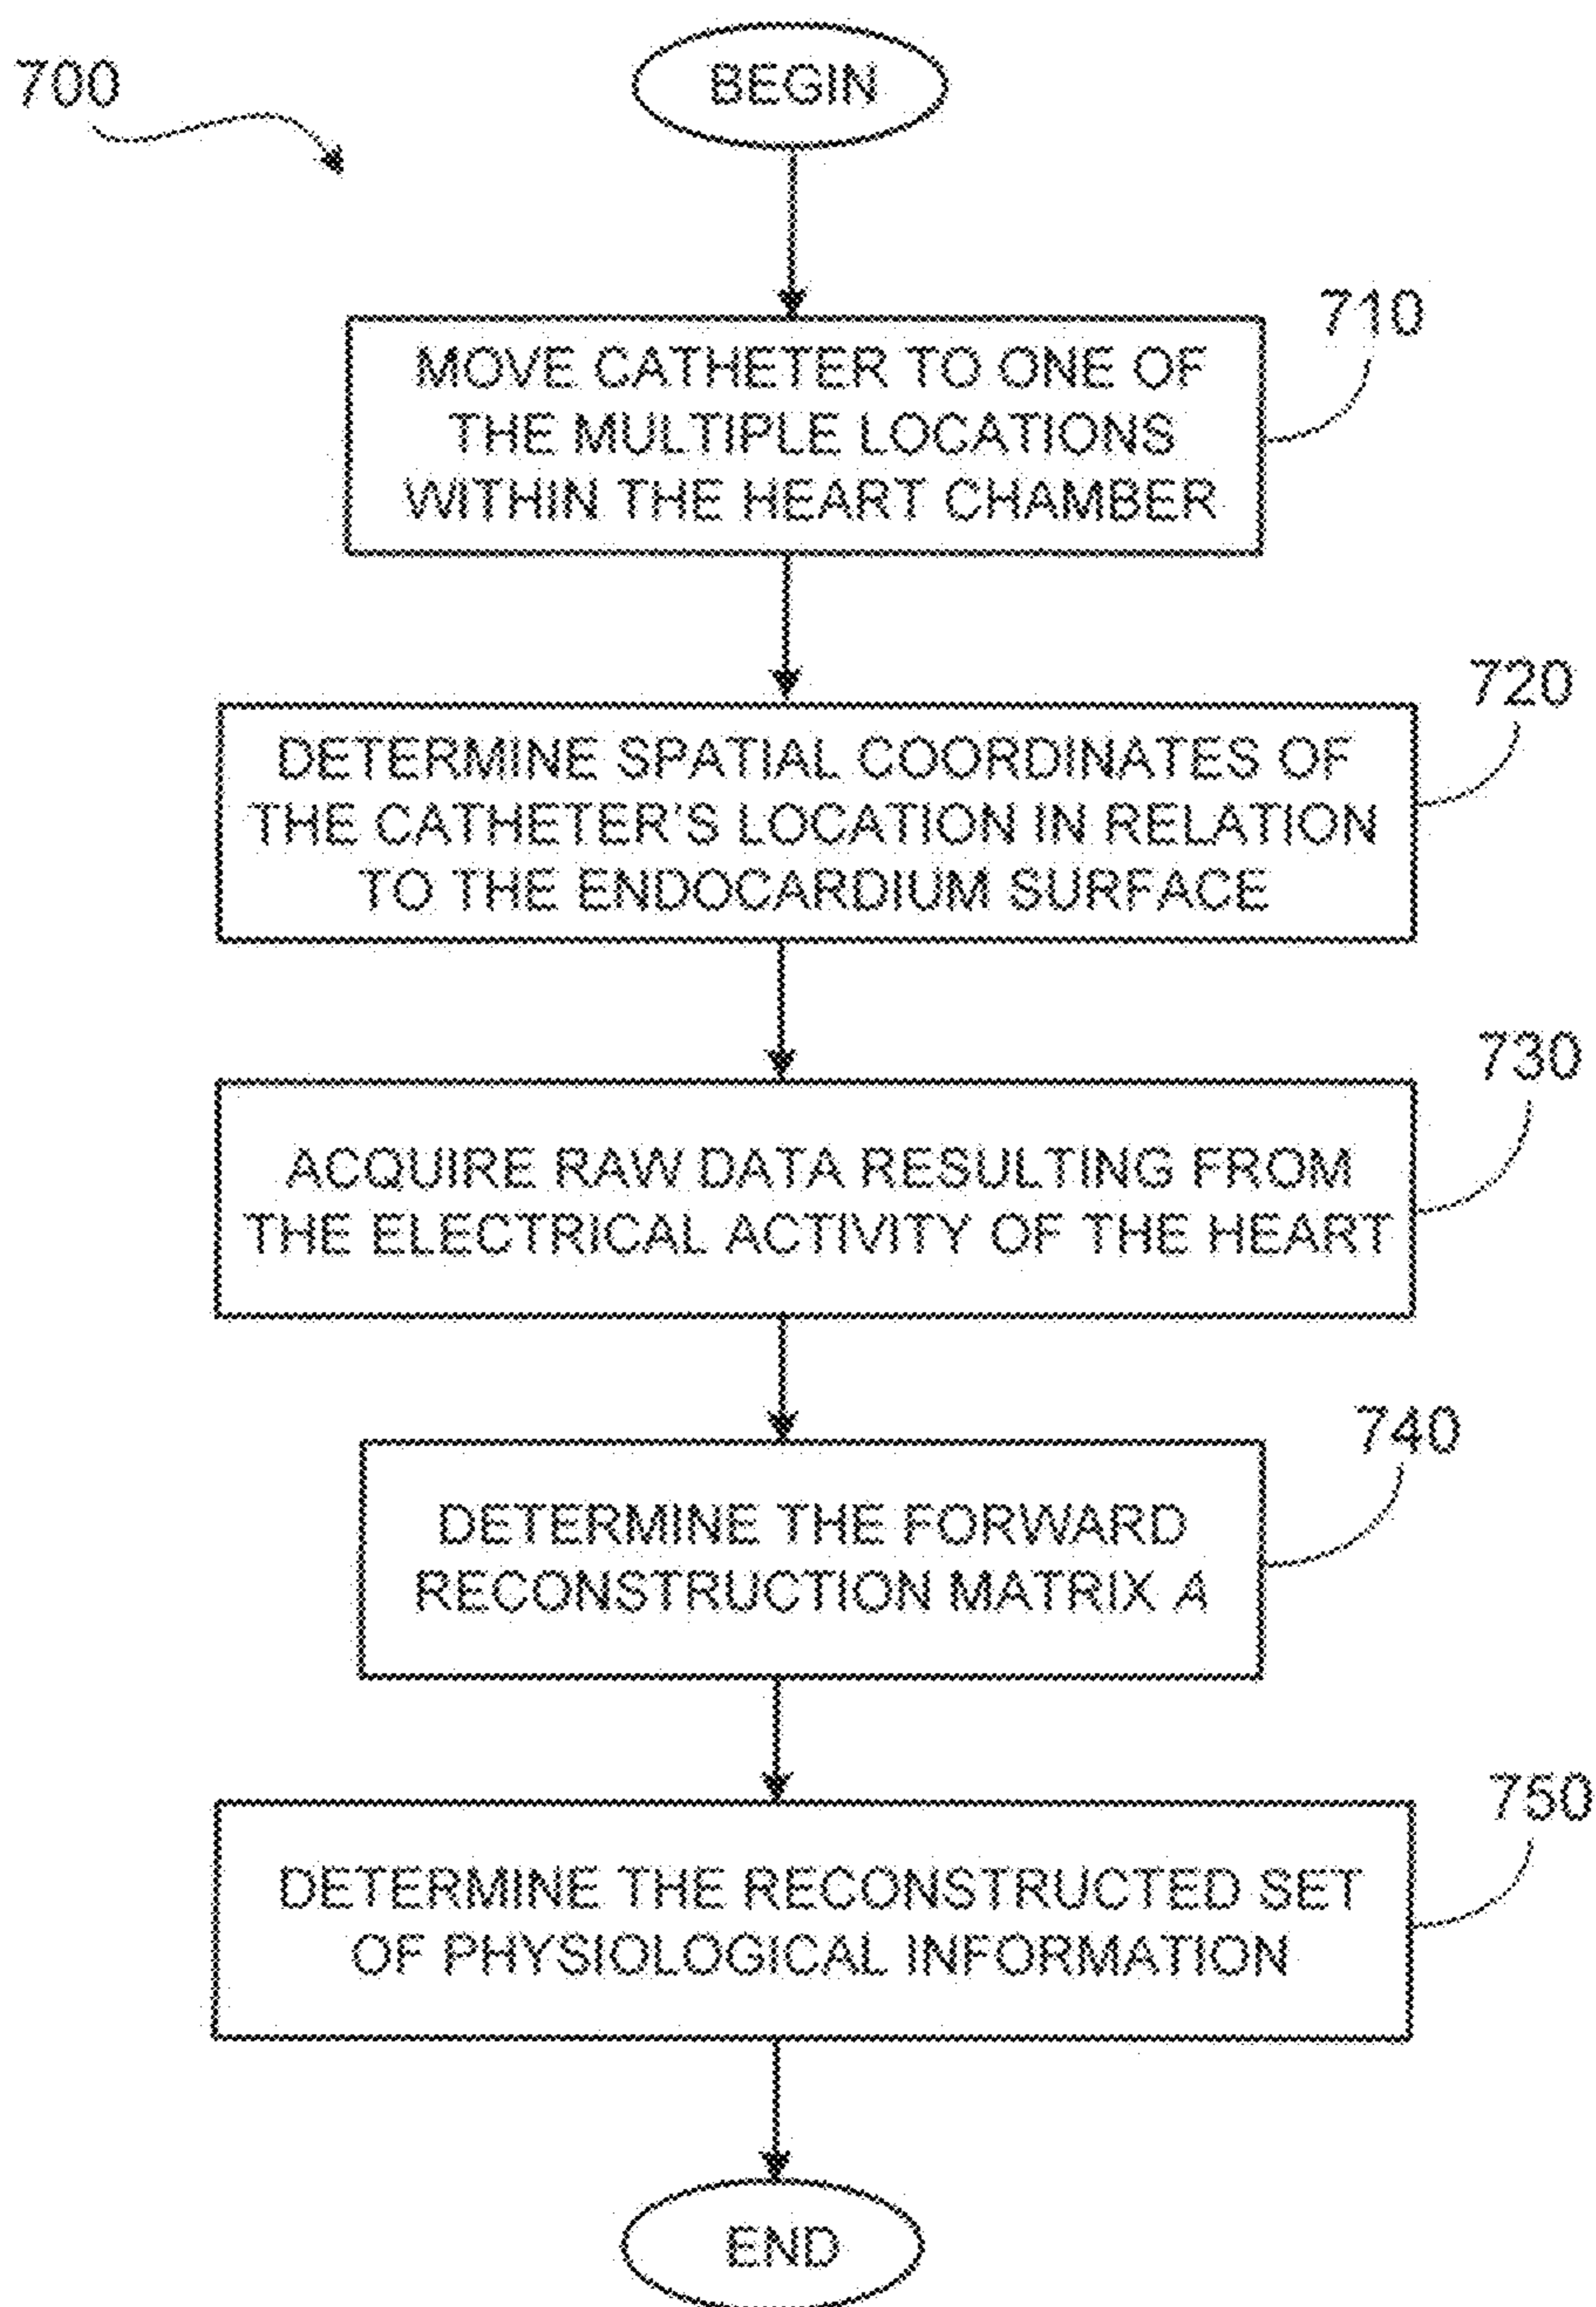 700
BEGIN
710
MOVE CATHETER TO ONE OF
THE MULTIPLE LOCATIONS
WITHIN THE HEART CHAMBER
720
DETERMINE SPATIAL COORDINATES OF
THE CATHETER'S LOCATION IN RELATION
TO THE ENDOCARDIUM SURFACE
730
ACQUIRE RAW DATA RESULTING FROM
THE ELECTRICAL ACTIVITY OF THE HEART
740
DETERMINE THE FORWARD
RECONSTRUCTION MATRIX A
750
DETERMINE THE RECONSTRUCTED SET
OF PHYSIOLOGICAL INFORMATION
END